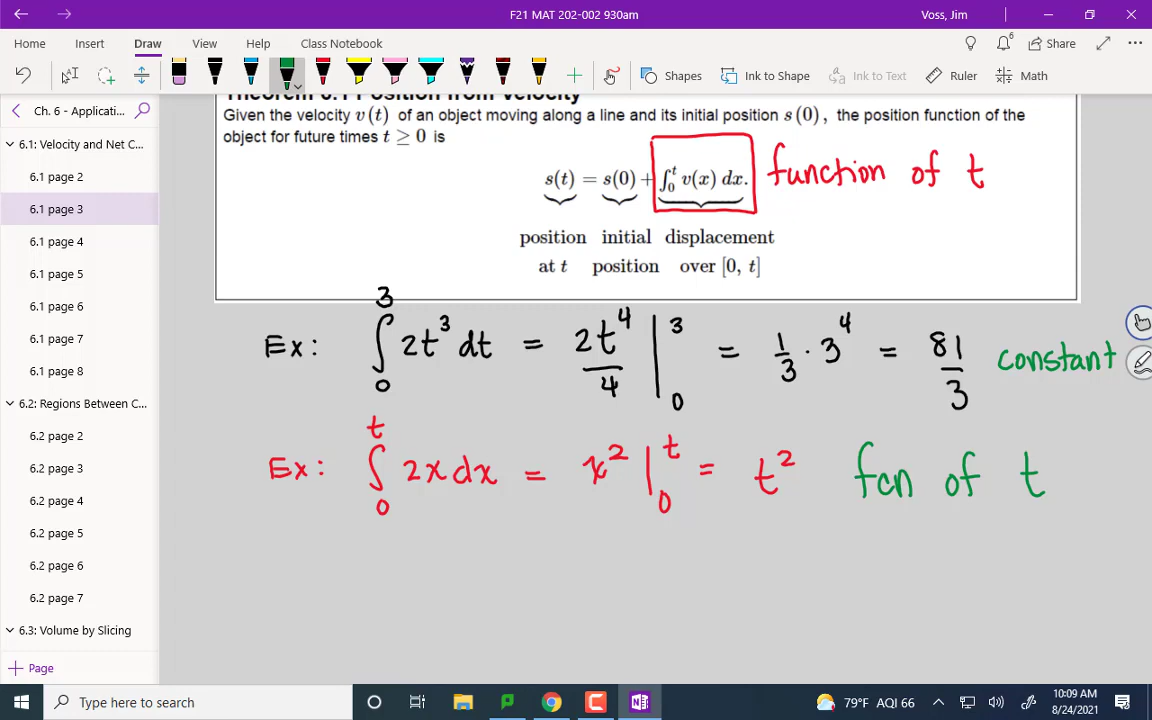 F21 MAT 202-002 930am
Voss, Jim
Home Insert Draw View Help Class Notebook
6
Share
Shapes Ink to Shape Ink to Text Ruler Math
Ch. 6 - Applicati...
6.1: Velocity and Net C...
6.1 page 2
6.1 page 3
6.1 page 4
6.1 page 5
6.1 page 6
6.1 page 7
6.1 page 8
6.2: Regions Between C...
6.2 page 2
6.2 page 3
6.2 page 4
6.2 page 5
6.2 page 6
6.2 page 7
6.3: Volume by Slicing
Page
Theorem 6.1 Position from Velocity
Given the velocity v(t) of an object moving along a line and its initial position s(0), the position function of the
object for future times t ≥ 0 is
s(t) = s(0) + ∫₀ᵗ v(x) dx. function of t
position initial displacement
at t position over [0, t]
Ex: ∫₀³ 2t³ dt = 2t⁴/4 |₀³ = 1/3 · 3⁴ = 81/3 constant
Ex: ∫₀ᵗ 2x dx = x² |₀ᵗ = t² fcn of t
Type here to search
79°F AQI 66
10:09 AM
8/24/2021